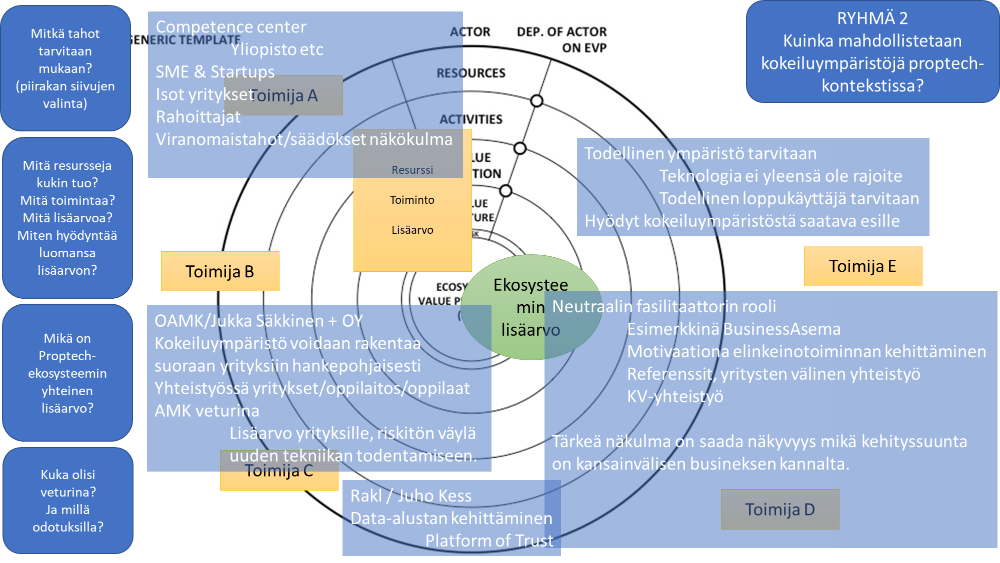 Mitkä tahot
tarvitaan
mukaan?
(piirakan siivujen
valinta)
Mitä resursseja
kukin tuo?
Mitä toimintaa?
Mitä lisäarvoa?
Miten hyödyntää
luomansa
lisäarvon?
Mikä on
Proptech-
ekosysteemin
yhteinen
lisäarvo?
Kuka olisi
veturina?
Ja millä
odotuksilla?
GENERIC TEMPLATE
Competence center
Yliopisto etc
SME & Startups
Isot yritykset
Rahoittajat
Viranomaistahot/säädökset näkökulma
Toimija A
ACTOR
DEP. OF ACTOR
ON EVP
RESOURCES
ACTIVITIES
LUE
TION
LUE
TURE
SK
Resurssi
Toiminto
Lisäarvo
RYHMÄ 2
Kuinka mahdollistetaan
kokeiluympäristöjä proptech-
kontekstissa?
Todellinen ympäristö tarvitaan
Teknologia ei yleensä ole rajoite
Todellinen loppukäyttäjä tarvitaan
Hyödyt kokeiluympäristöstä saatava esille
Toimija B
Toimija E
ECOSY
VALUE P
(
Ekosystee
min
lisäarvo
OAMK/Jukka Säkkinen + OY
Kokeiluympäristö voidaan rakentaa
suoraan yrityksiin hankepohjaisesti
Yhteistyössä yritykset/oppilaitos/oppilaat
AMK veturina
Lisäarvo yrityksille, riskitön väylä
uuden tekniikan todentamiseen.
Toimija C
Neutraalin fasilitaattorin rooli
Esimerkkinä BusinessAsema
Motivaationa elinkeinotoiminnan kehittäminen
Referenssit, yritysten välinen yhteistyö
KV-yhteistyö
Tärkeä näkulma on saada näkyvyys mikä kehityssuunta
on kansainvälisen busineksen kannalta.
Toimija D
Rakl / Juho Kess
Data-alustan kehittäminen
Platform of Trust